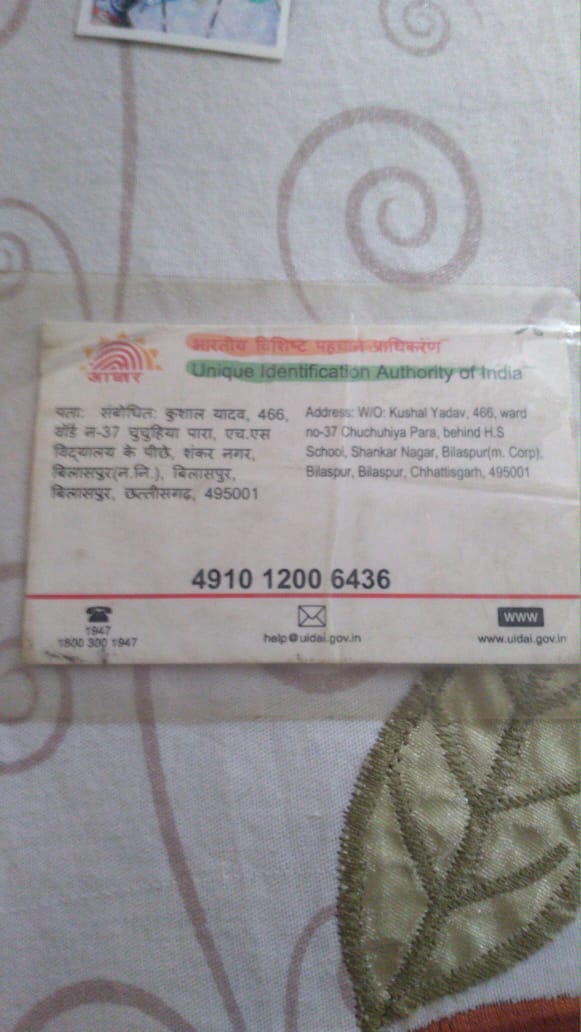 आधार
भारतीय विशिष्ट पहचान प्राधिकरण
Unique Identification Authority of India
पता: संबोधित: कुशाल यादव, 466,
वॉर्ड न-37 चुचुहिया पारा, एच.एस
विद्यालय के पीछे, शंकर नगर,
बिलासपुर(न.नि.), बिलासपुर,
बिलासपुर, छत्तीसगढ़, 495001
Address: W/O: Kushal Yadav, 466, ward
no-37 Chuchuhiya Para, behind H.S
School, Shankar Nagar, Bilaspur(m. Corp),
Bilaspur, Bilaspur, Chhattisgarh, 495001
4910 1200 6436
1947
1800 300 1947
help@uidai.gov.in
www
www.uidai.gov.in